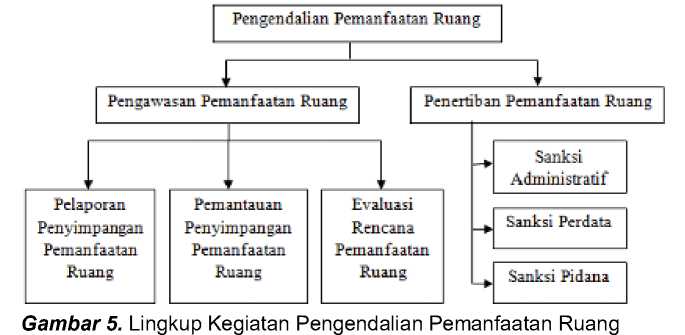 Pengendalian Pemanfaatan Ruang
Pengawasan Pemanfaatan Ruang
Penertiban Pemanfaatan Ruang
Pelaporan
Penyimpangan
Pemanfaatan
Ruang
Pemantauan
Penyimpangan
Pemanfaatan
Ruang
Evaluasi
Rencana
Pemanfaatan
Ruang
Sanksi
Administratif
Sanksi Perdata
Sanksi Pidana
Gambar 5. Lingkup Kegiatan Pengendalian Pemanfaatan Ruang